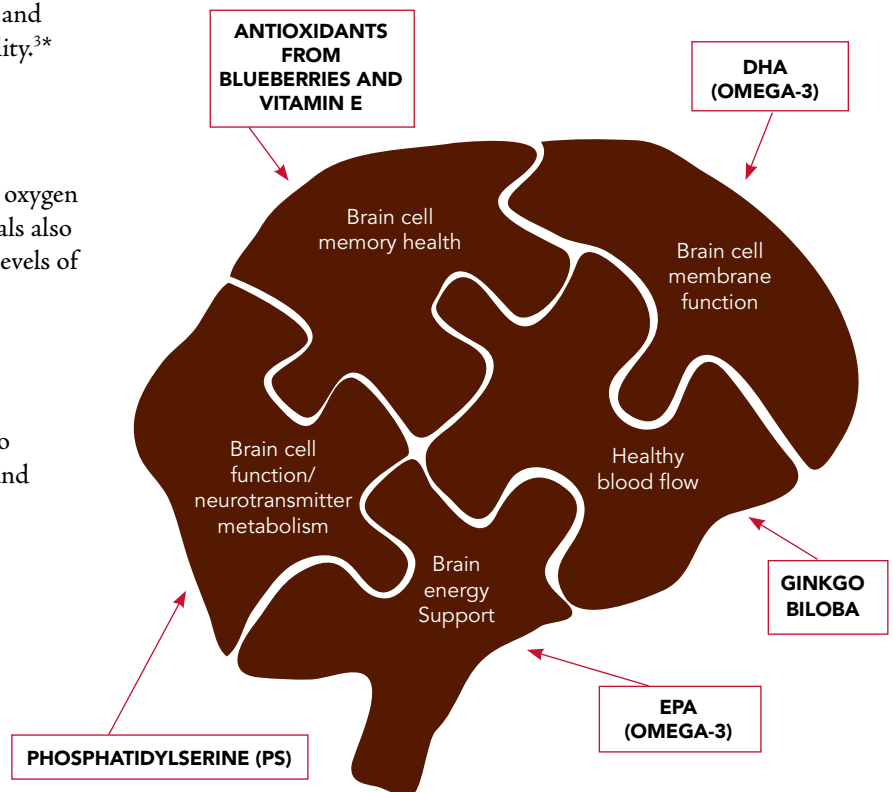 and
lity.³*
oxygen
als also
evels of
o
and
ANTIOXIDANTS
FROM
BLUEBERRIES AND
VITAMIN E
DHA
(OMEGA-3)
Brain cell
memory health
Brain cell
membrane
function
Brain cell
function/
neurotransmitter
metabolism
Healthy
blood flow
Brain
energy
Support
GINKGO
BILOBA
EPA
(OMEGA-3)
PHOSPHATIDYLSERINE (PS)